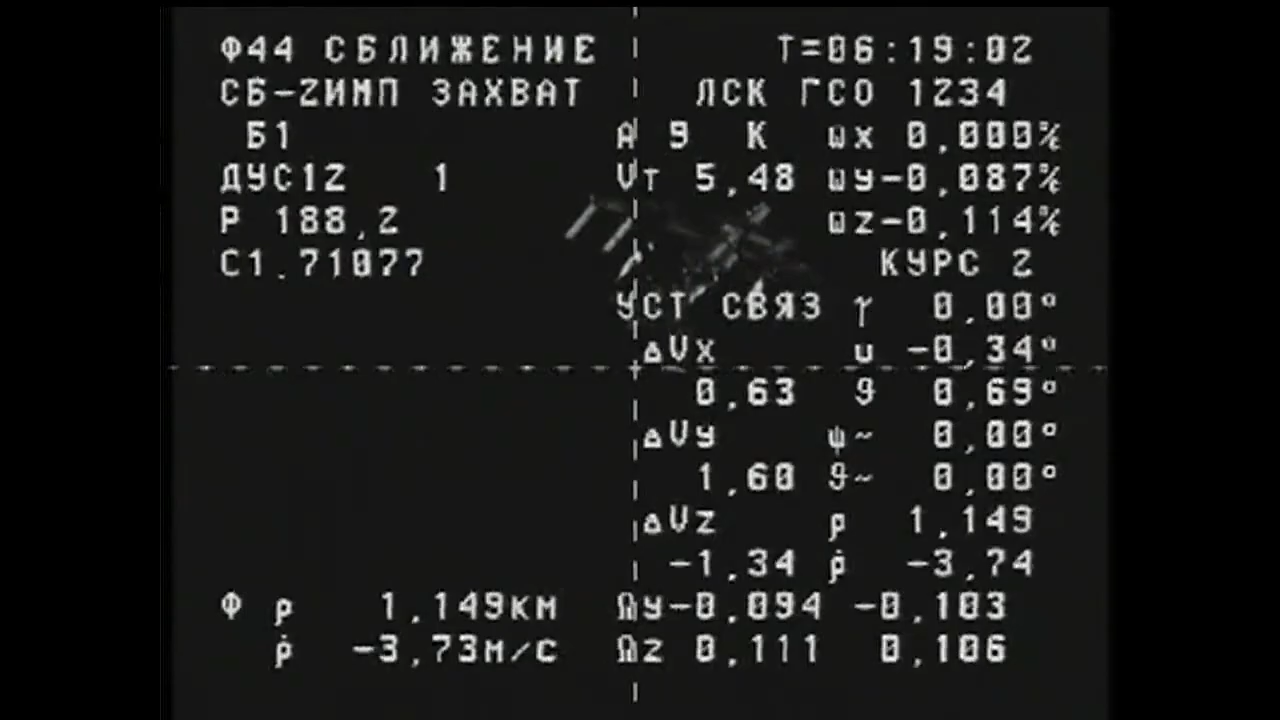 Ф44 СБЛИЖЕНИЕ T=06:19:02
СБ-2ИМП ЗАХВАТ ЛСК ГСО 1234
Б1 А 9 К ωx 0,000%
ДУС12 1 Vт 5,48 ωy-0,087%
Р 188,2 ωz-0,114%
С1.71077 КУРС 2
УСТ СВЯЗ γ 0,00°
ΔVx υ -0,34°
0,63 ϑ 0,69°
ΔVy ψ~ 0,00°
1,60 ϑ~ 0,00°
ΔVz ρ 1,149
-1,34 ρ̇ -3,74
Ф ρ 1,149км Ωy-0,094 -0,103
ρ̇ -3,73м/с Ωz 0,111 0,106